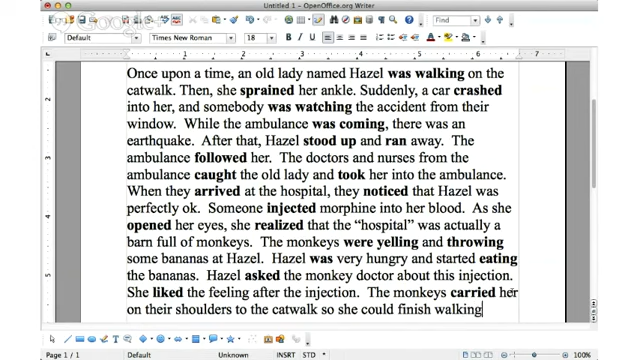 Untitled 1 - OpenOffice.org Writer
Find
Default Times New Roman 18 B I U
Once upon a time, an old lady named Hazel was walking on the
catwalk. Then, she sprained her ankle. Suddenly, a car crashed
into her, and somebody was watching the accident from their
window. While the ambulance was coming, there was an
earthquake. After that, Hazel stood up and ran away. The
ambulance followed her. The doctors and nurses from the
ambulance caught the old lady and took her into the ambulance.
When they arrived at the hospital, they noticed that Hazel was
perfectly ok. Someone injected morphine into her blood. As she
opened her eyes, she realized that the “hospital” was actually a
barn full of monkeys. The monkeys were yelling and throwing
some bananas at Hazel. Hazel was very hungry and started eating
the bananas. Hazel asked the monkey doctor about this injection.
She liked the feeling after the injection. The monkeys carried her
on their shoulders to the catwalk so she could finish walking
Page 1 / 1 Default Unknown INSRT STD 100%